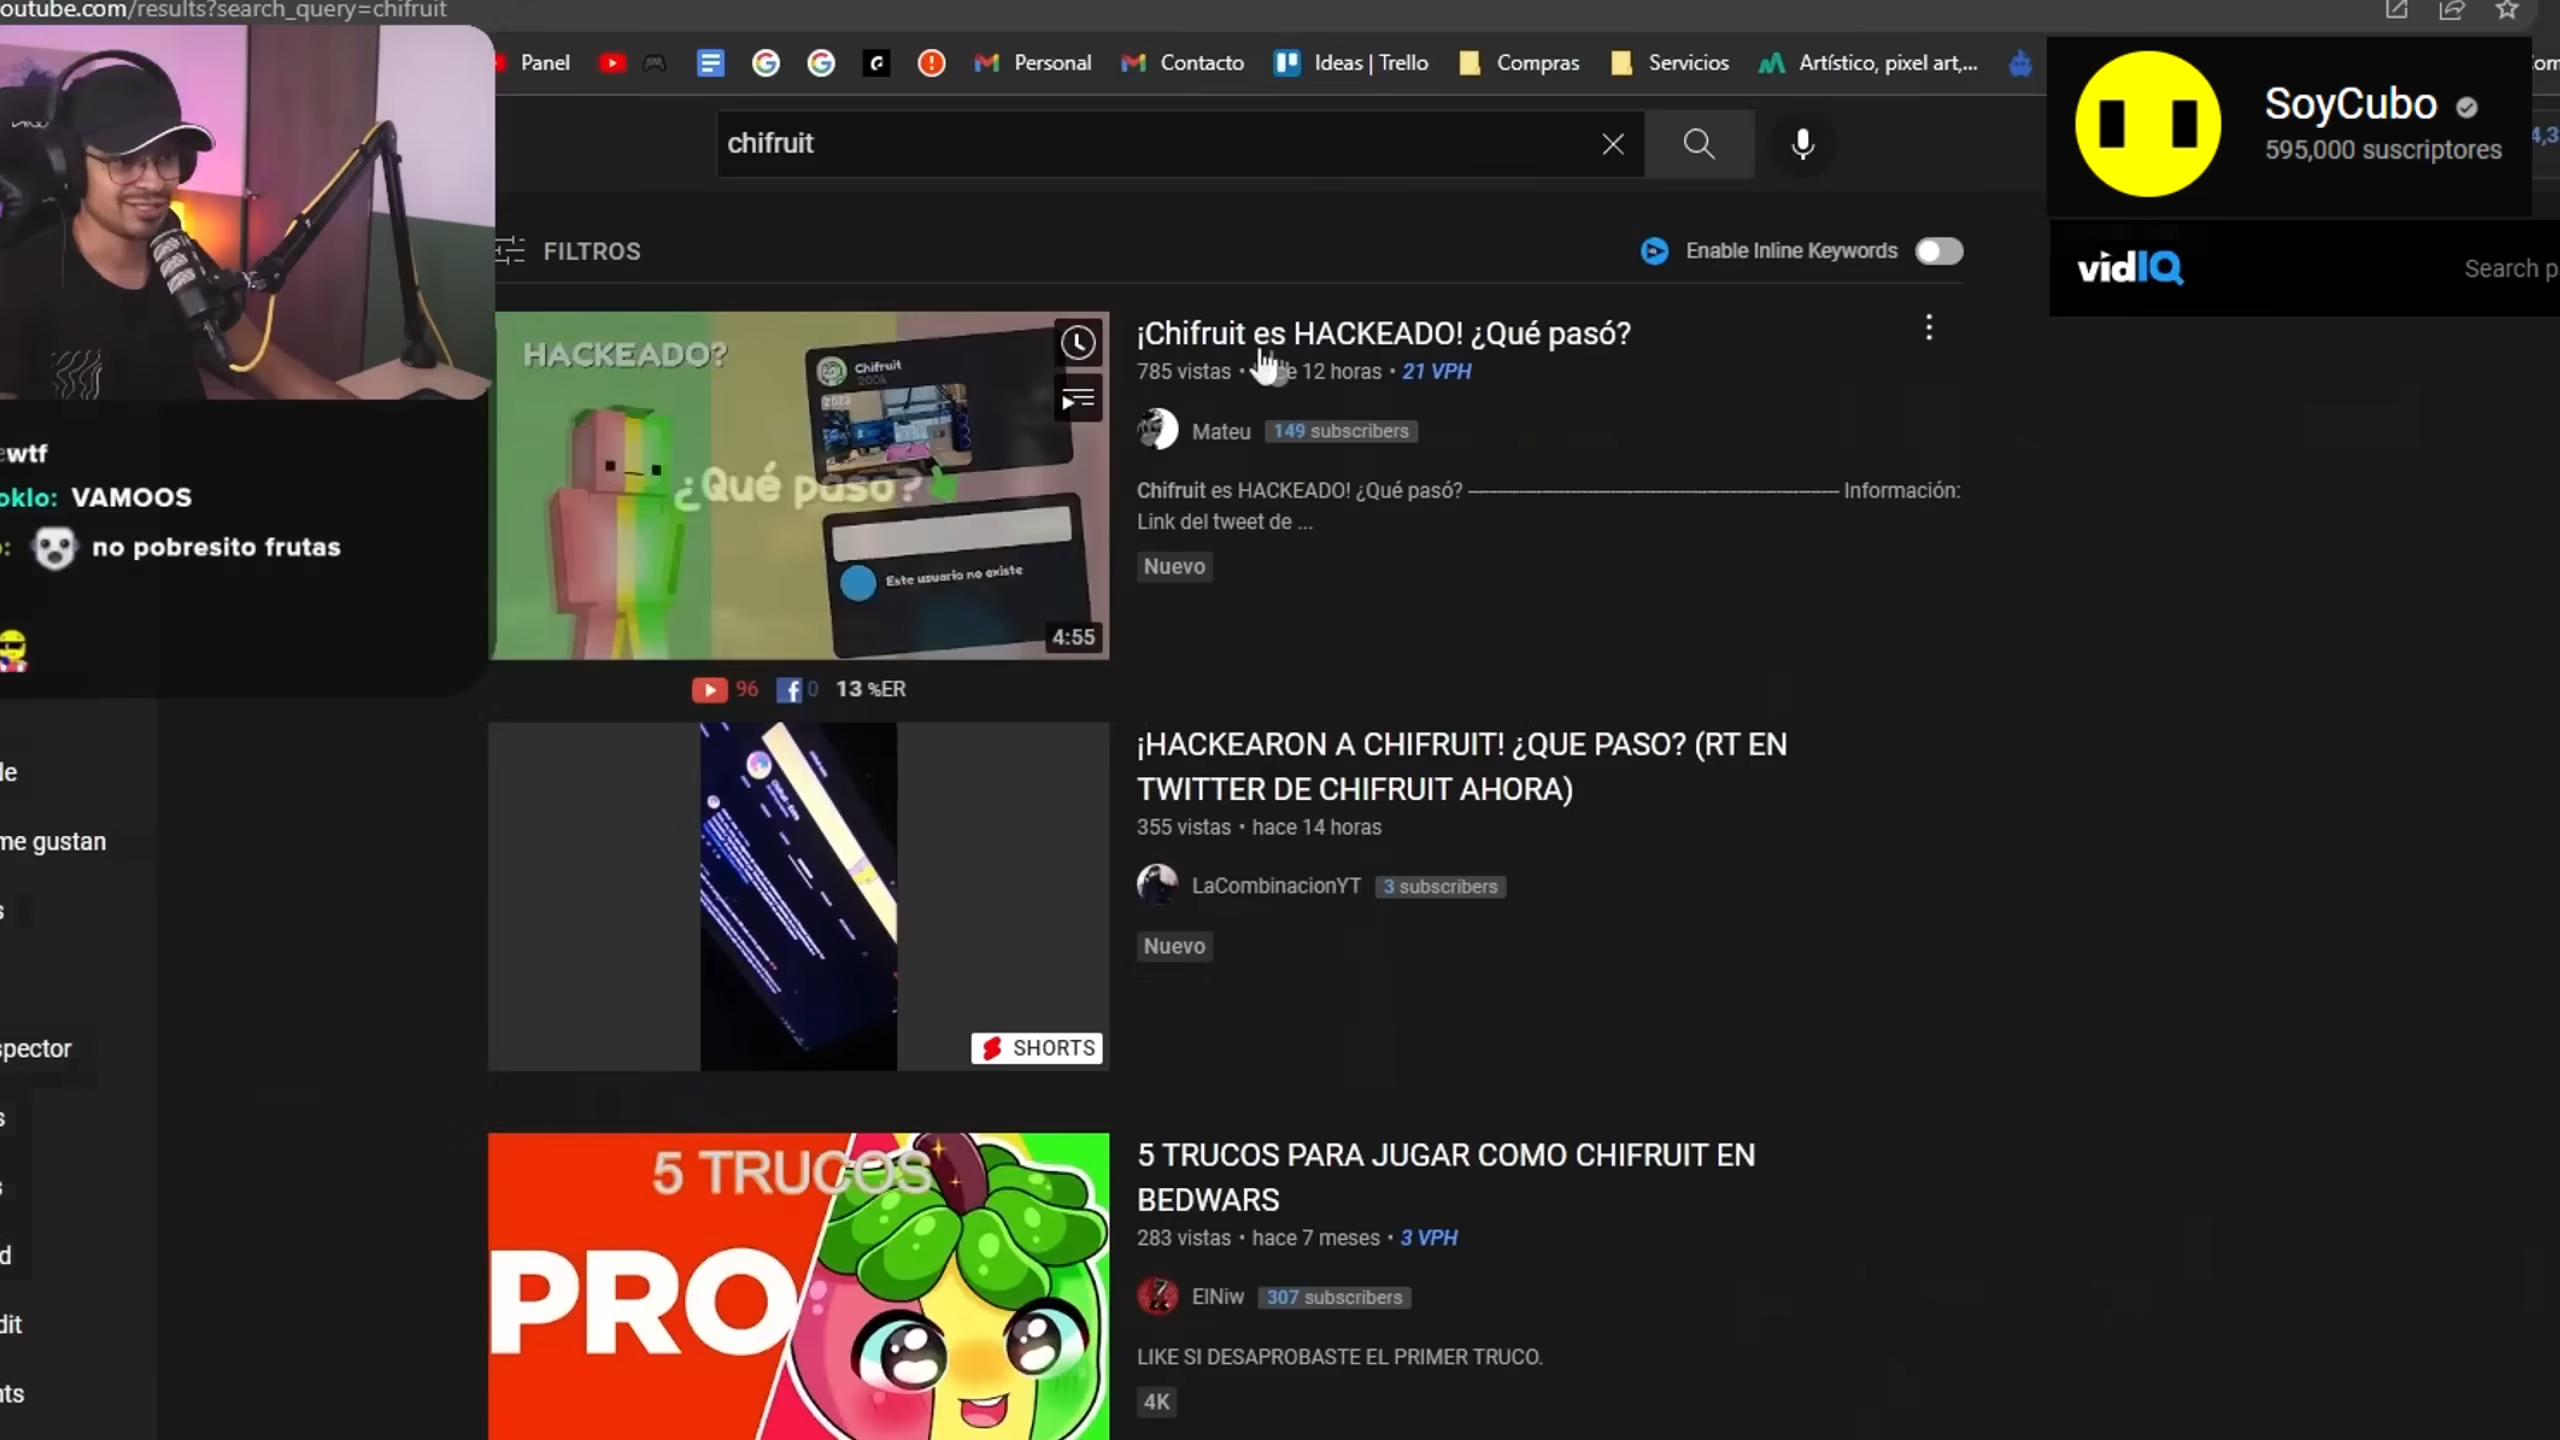 outube.com/results?search_query=chifruit
Panel
Personal
Contacto
Ideas | Trello
Compras
Servicios
Artístico, pixel art,...
SoyCubo
595,000 suscriptores
chifruit
vidIQ
Search p
FILTROS
Enable Inline Keywords
HACKEADO?
Chifruit
200k
2023
¿Qué paso?
Este usuario no existe
4:55
¡Chifruit es HACKEADO! ¿Qué pasó?
785 vistas • e 12 horas • 21 VPH
Mateu 149 subscribers
Chifruit es HACKEADO! ¿Qué pasó? ------------------------------------------------------- Información:
Link del tweet de ...
Nuevo
96 0 13 %ER
wtf
oklo: VAMOOS
no pobresito frutas
le
me gustan
s
spector
s
s
d
dit
nts
¡HACKEARON A CHIFRUIT! ¿QUE PASO? (RT EN
TWITTER DE CHIFRUIT AHORA)
355 vistas • hace 14 horas
LaCombinacionYT 3 subscribers
Nuevo
SHORTS
5 TRUCOS
PRO
5 TRUCOS PARA JUGAR COMO CHIFRUIT EN
BEDWARS
283 vistas • hace 7 meses • 3 VPH
ElNiw 307 subscribers
LIKE SI DESAPROBASTE EL PRIMER TRUCO.
4K